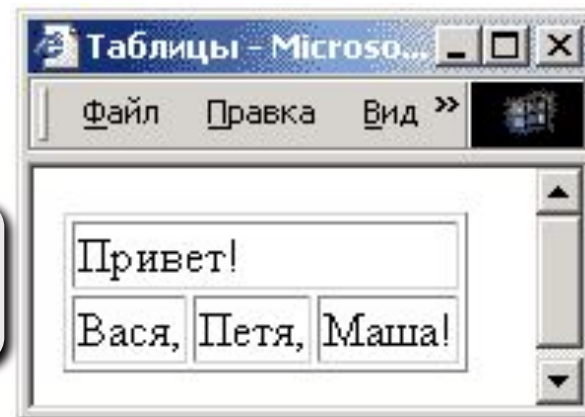 Таблицы - Microso...
Файл Правка Вид »
Привет!
Вася, Петя, Маша!